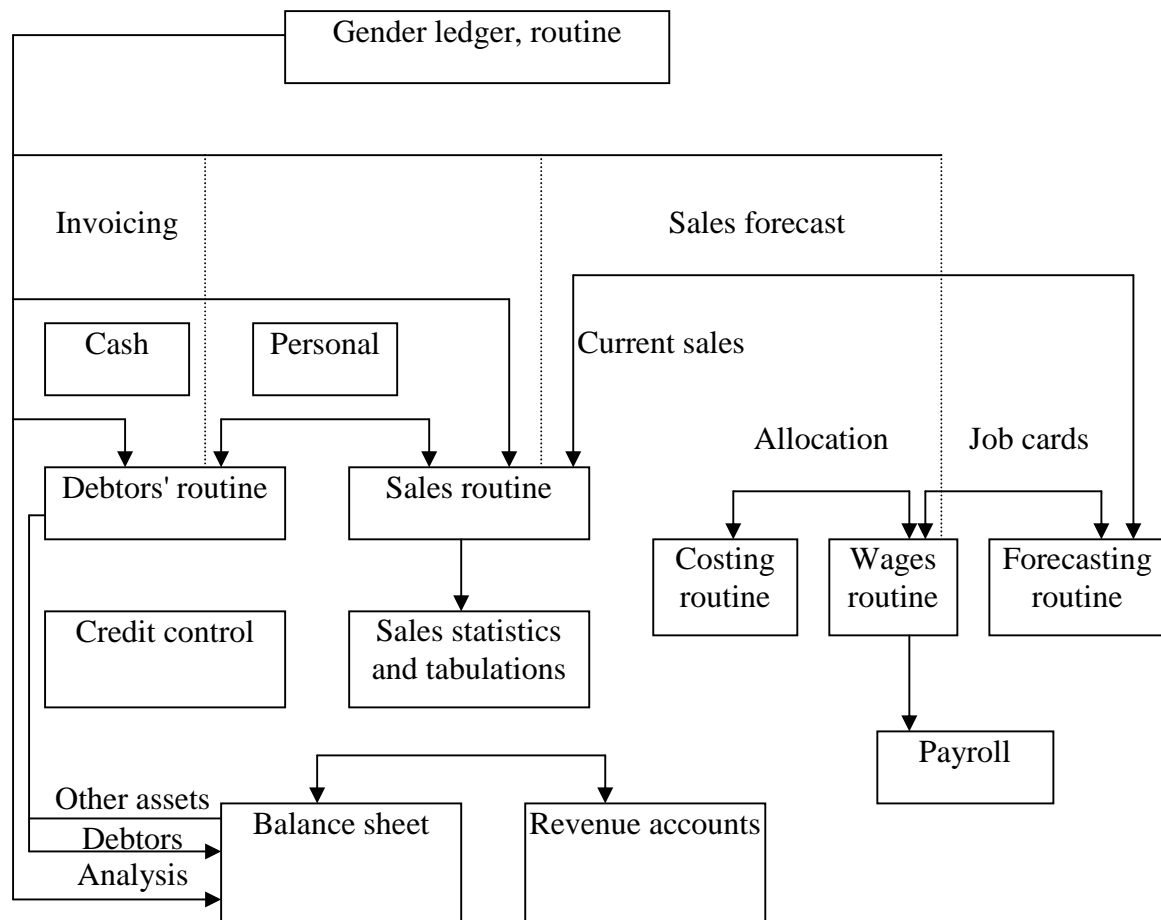 Gender ledger, routine
Invoicing
Sales forecast
Cash
Personal
Current sales
Allocation
Job cards
Debtors' routine
Sales routine
Costing
routine
Wages
routine
Forecasting
routine
Credit control
Sales statistics
and tabulations
Payroll
Other assets
Balance sheet
Revenue accounts
Debtors
Analysis